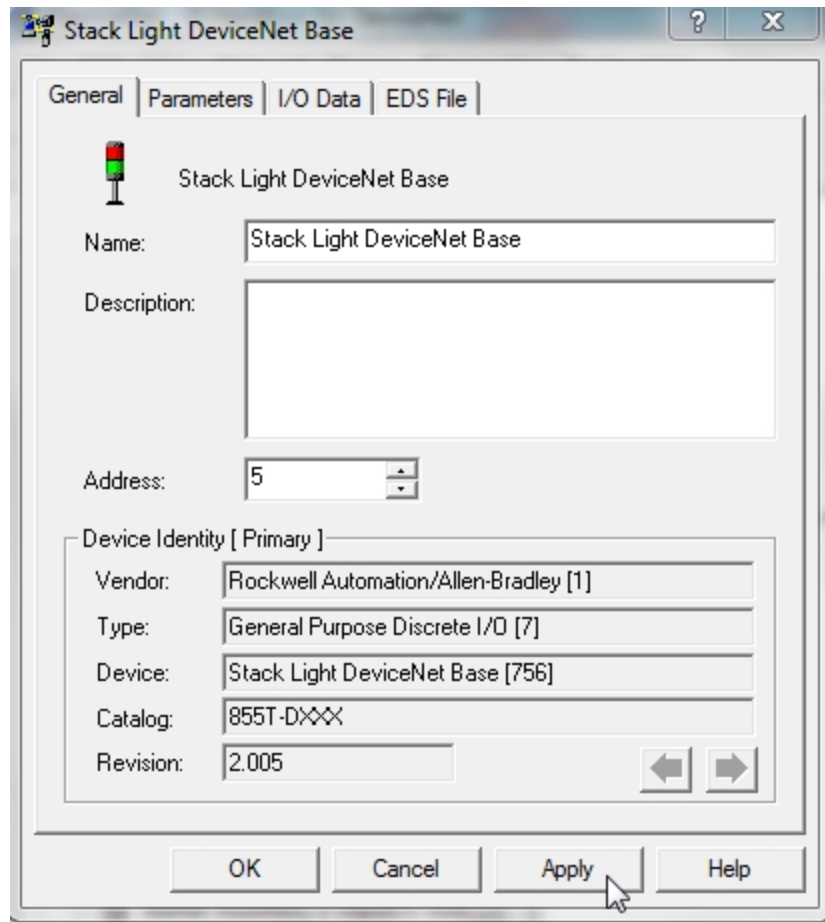 Stack Light DeviceNet Base
?
General Parameters I/O Data EDS File
Stack Light DeviceNet Base
Name: Stack Light DeviceNet Base
Description:
Address: 5
Device Identity [ Primary ]
Vendor: Rockwell Automation/Allen-Bradley [1]
Type: General Purpose Discrete I/O [7]
Device: Stack Light DeviceNet Base [756]
Catalog: 855T-DXXX
Revision: 2.005
OK Cancel Apply Help